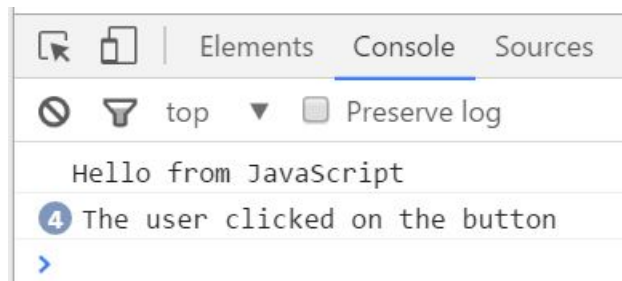 Elements Console Sources
top Preserve log
Hello from JavaScript
4 The user clicked on the button
>